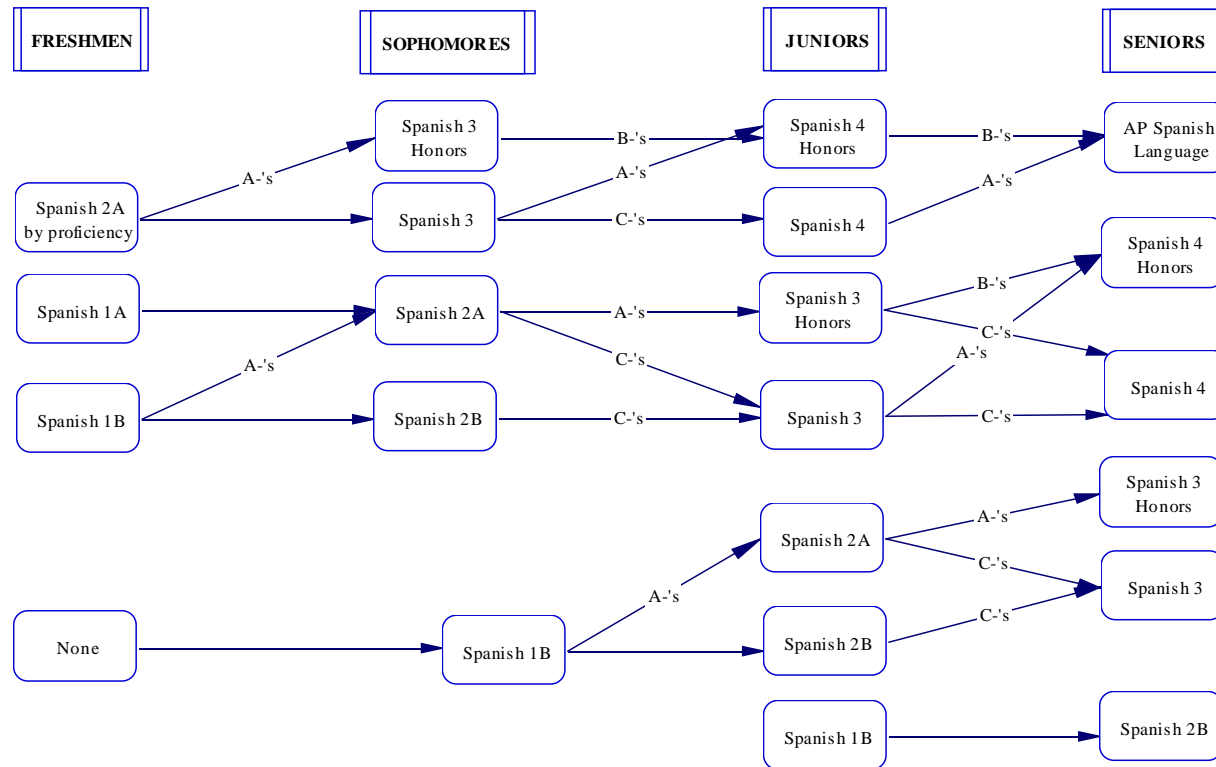 FRESHMEN
SOPHOMORES
JUNIORS
SENIORS
Spanish 3
Honors
B-'s
Spanish 4
Honors
B-'s
AP Spanish
Language
A-'s
A-'s
A-'s
Spanish 2A
by proficiency
Spanish 3
C-'s
Spanish 4
Spanish 4
Honors
Spanish 1A
Spanish 2A
A-'s
Spanish 3
Honors
B-'s
C-'s
A-'s
C-'s
A-'s
Spanish 4
Spanish 1B
Spanish 2B
C-'s
Spanish 3
C-'s
Spanish 3
Honors
A-'s
Spanish 2A
C-'s
Spanish 3
A-'s
C-'s
None
Spanish 1B
Spanish 2B
Spanish 1B
Spanish 2B